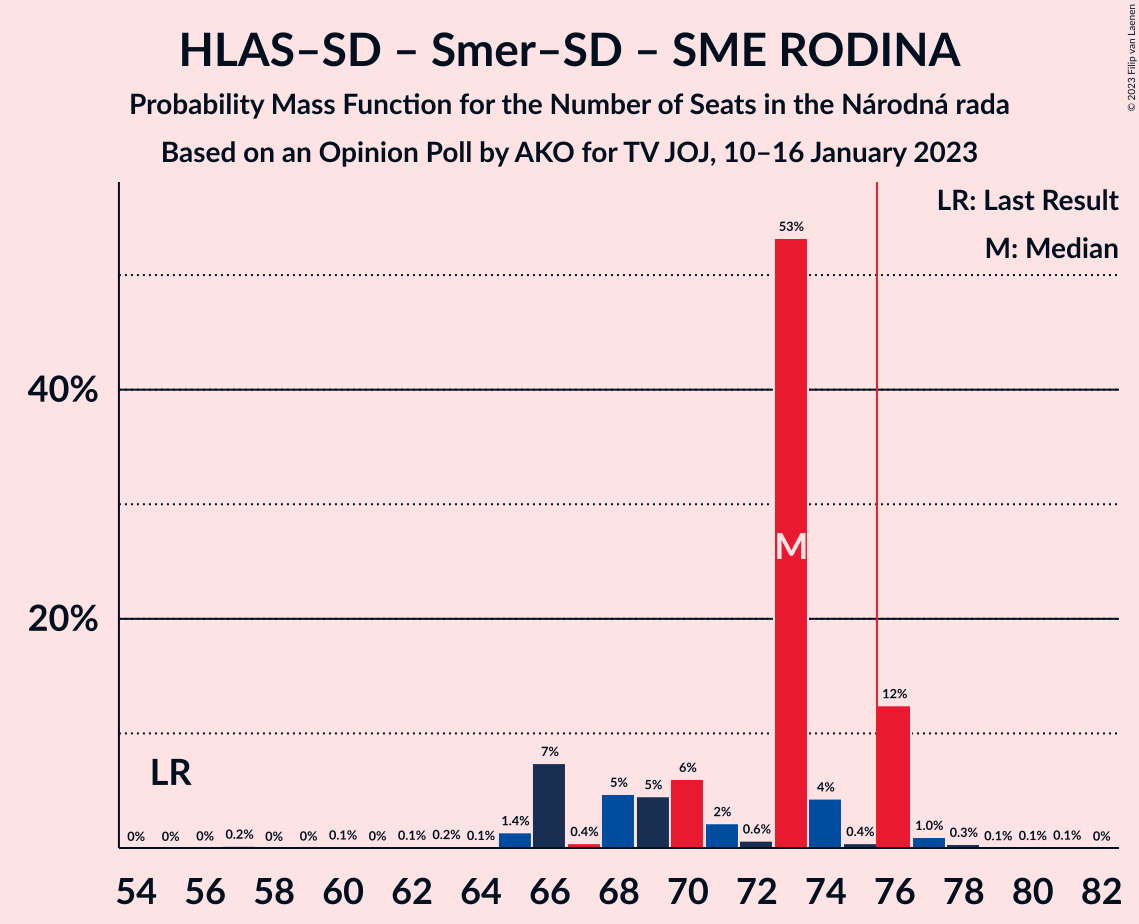 HLAS–SD – Smer–SD – SME RODINA
Probability Mass Function for the Number of Seats in the Národná rada
Based on an Opinion Poll by AKO for TV JOJ, 10–16 January 2023
© 2023 Filip van Laenen
LR: Last Result
M: Median
40%
20%
LR
M
0% 0% 0% 0.2% 0% 0% 0.1% 0% 0.1% 0.2% 0.1% 1.4% 7% 0.4% 5% 5% 6% 2% 0.6% 53% 4% 0.4% 12% 1.0% 0.3% 0.1% 0.1% 0.1% 0%
54 56 58 60 62 64 66 68 70 72 74 76 78 80 82